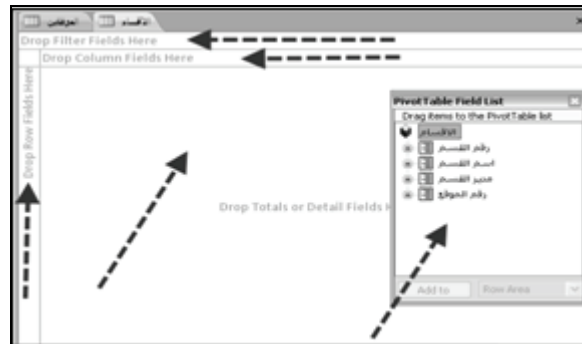 الموظفين الأقسام
Drop Filter Fields Here
Drop Column Fields Here
Drop Row Fields Here
Drop Totals or Detail Fields H
PivotTable Field List
Drag items to the PivotTable list
الاقسام
رقم القسم
اسم القسم
مدير القسم
رقم الموقع
Add to Row Area